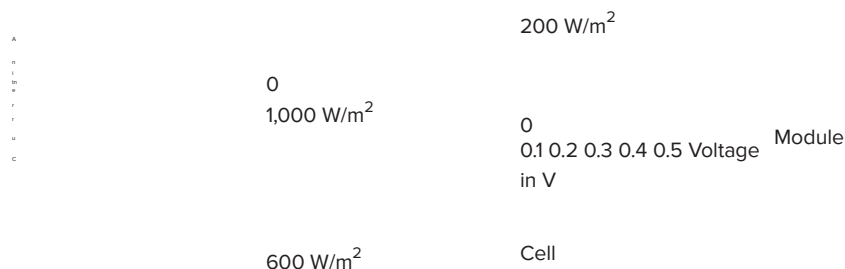 A
n
i
tn
e
r
r
u
C
0
1,000 W/m²
600 W/m²
200 W/m²
0
0.1 0.2 0.3 0.4 0.5 Voltage
in V
Cell
Module